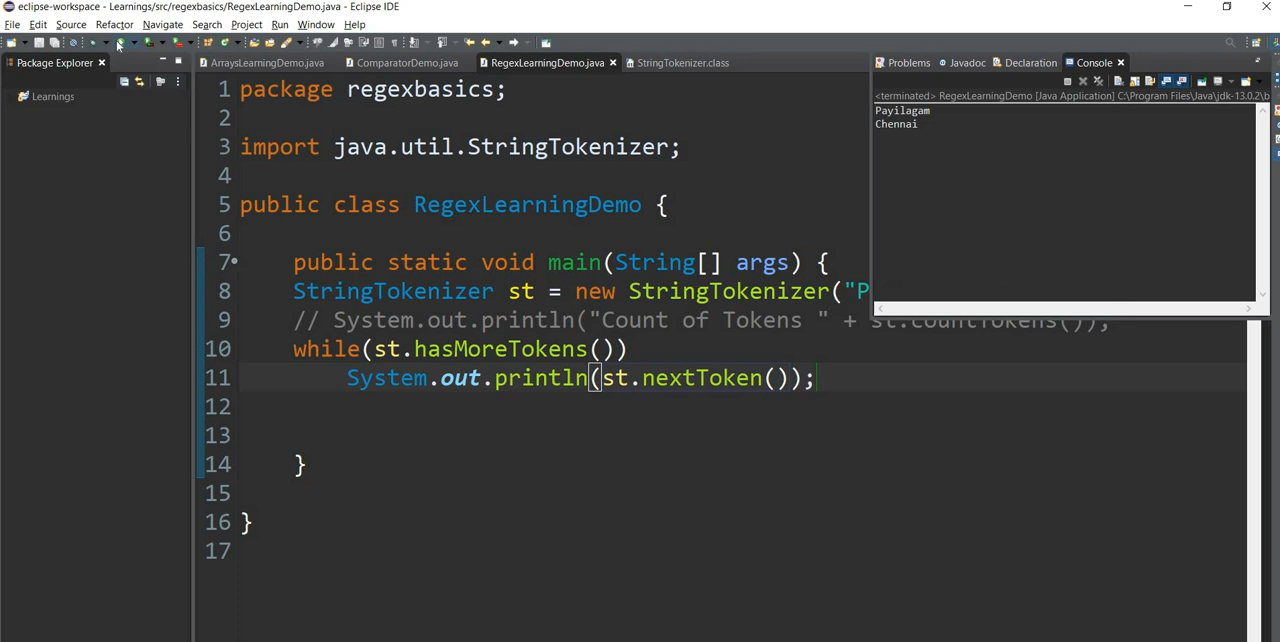 eclipse-workspace - Learnings/src/regexbasics/RegexLearningDemo.java - Eclipse IDE
File Edit Source Refactor Navigate Search Project Run Window Help
Package Explorer
Learnings
ArraysLearningDemo.java ComparatorDemo.java RegexLearningDemo.java StringTokenizer.class
1 package regexbasics;
2
3 import java.util.StringTokenizer;
4
5 public class RegexLearningDemo {
6
7 public static void main(String[] args) {
8 StringTokenizer st = new StringTokenizer("P
9 // System.out.println("Count of Tokens " + st.countTokens());
10 while(st.hasMoreTokens())
11 System.out.println(st.nextToken());
12
13
14 }
15
16 }
17
Problems Javadoc Declaration Console
<terminated> RegexLearningDemo [Java Application] C:\Program Files\Java\jdk-13.0.2\b
Payilagam
Chennai